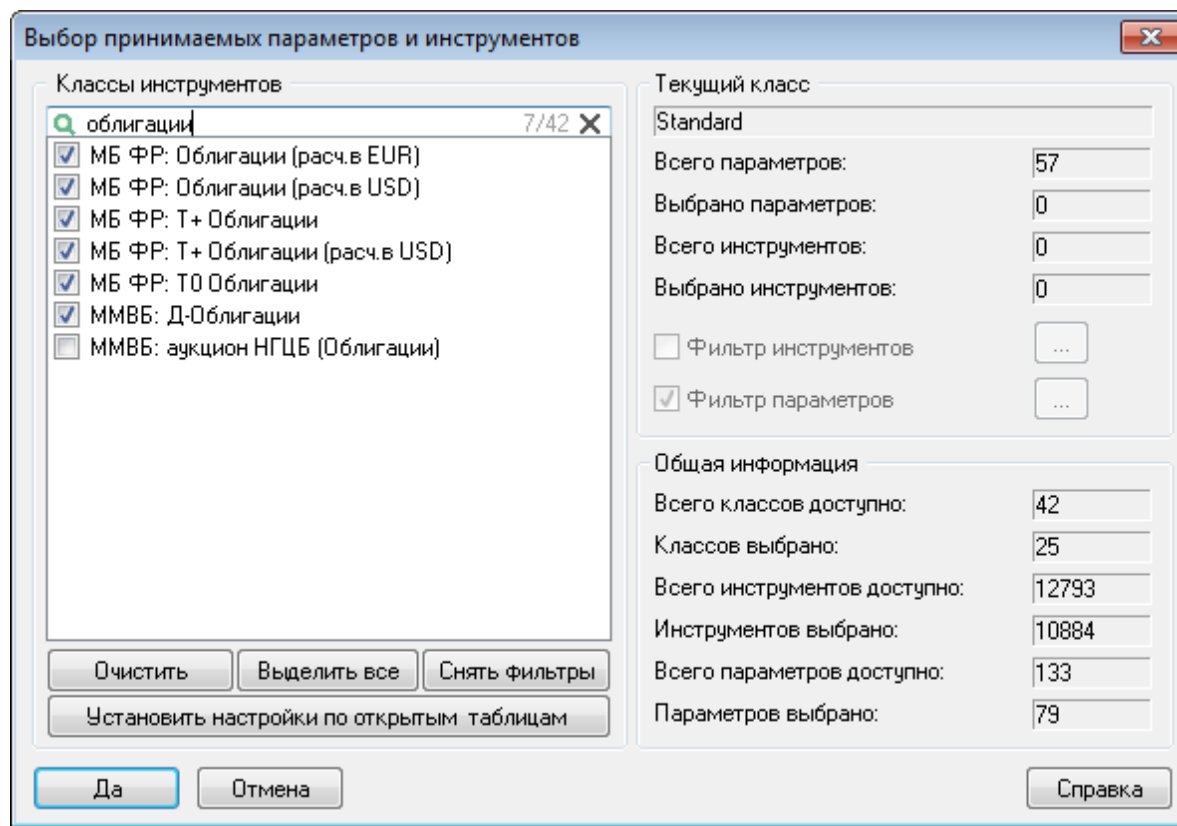 Выбор принимаемых параметров и инструментов
Классы инструментов
облигации 7/42
МБ ФР: Облигации (расч.в EUR)
МБ ФР: Облигации (расч.в USD)
МБ ФР: Т+ Облигации
МБ ФР: Т+ Облигации (расч.в USD)
МБ ФР: Т0 Облигации
ММВБ: Д-Облигации
ММВБ: аукцион НГЦБ (Облигации)
Очистить Выделить все Снять фильтры
Установить настройки по открытым таблицам
Текущий класс
Standard
Всего параметров: 57
Выбрано параметров: 0
Всего инструментов: 0
Выбрано инструментов: 0
Фильтр инструментов ...
Фильтр параметров ...
Общая информация
Всего классов доступно: 42
Классов выбрано: 25
Всего инструментов доступно: 12793
Инструментов выбрано: 10884
Всего параметров доступно: 133
Параметров выбрано: 79
Да Отмена Справка